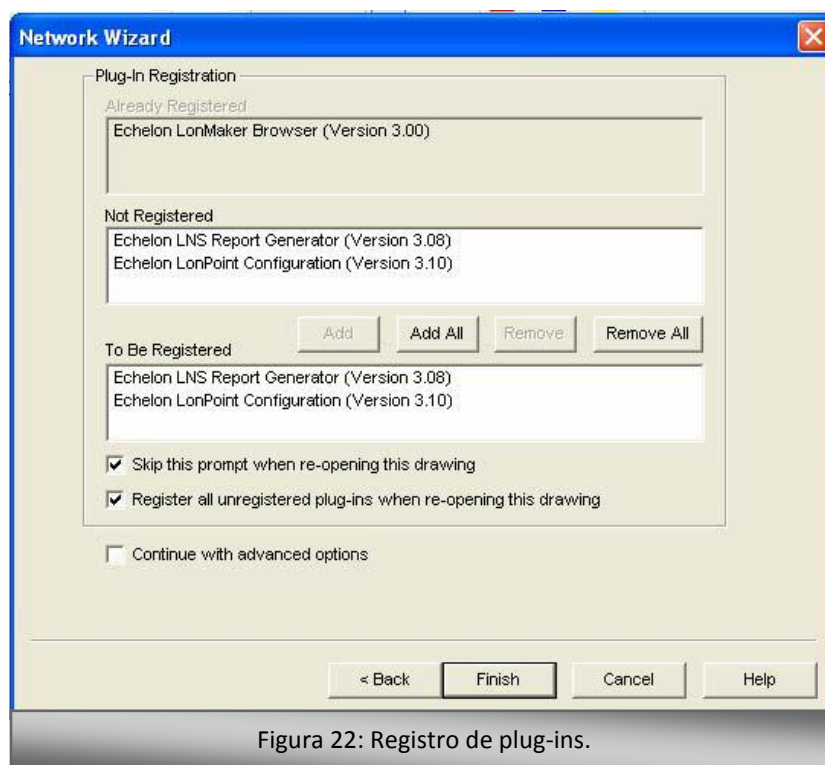 Network Wizard
Plug-In Registration
Already Registered
Echelon LonMaker Browser (Version 3.00)
Not Registered
Echelon LNS Report Generator (Version 3.08)
Echelon LonPoint Configuration (Version 3.10)
Add
Add All
Remove
Remove All
To Be Registered
Echelon LNS Report Generator (Version 3.08)
Echelon LonPoint Configuration (Version 3.10)
Skip this prompt when re-opening this drawing
Register all unregistered plug-ins when re-opening this drawing
Continue with advanced options
< Back
Finish
Cancel
Help
Figura 22: Registro de plug-ins.